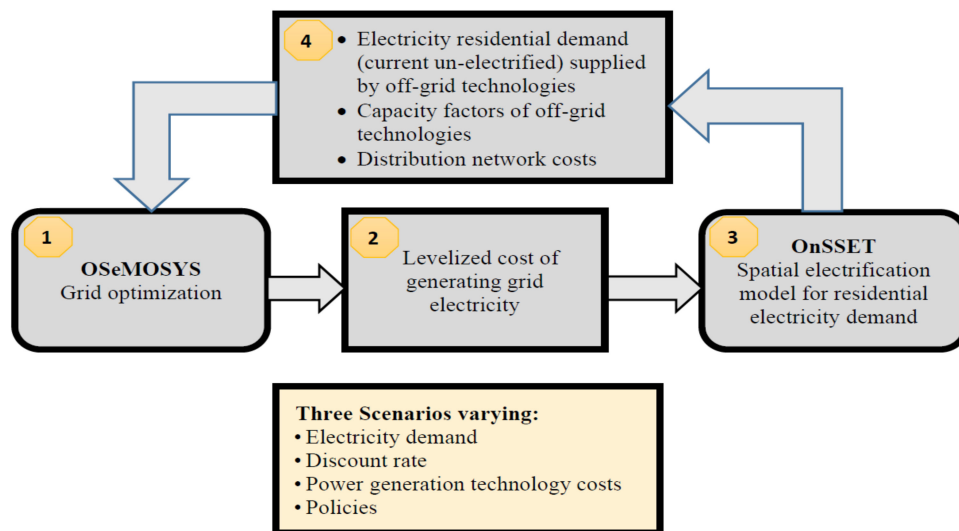 4
• Electricity residential demand
(current un-electrified) supplied
by off-grid technologies
• Capacity factors of off-grid
technologies
• Distribution network costs
1
OSeMOSYS
Grid optimization
2
Levelized cost of
generating grid
electricity
3
OnSSET
Spatial electrification
model for residential
electricity demand
Three Scenarios varying:
• Electricity demand
• Discount rate
• Power generation technology costs
• Policies